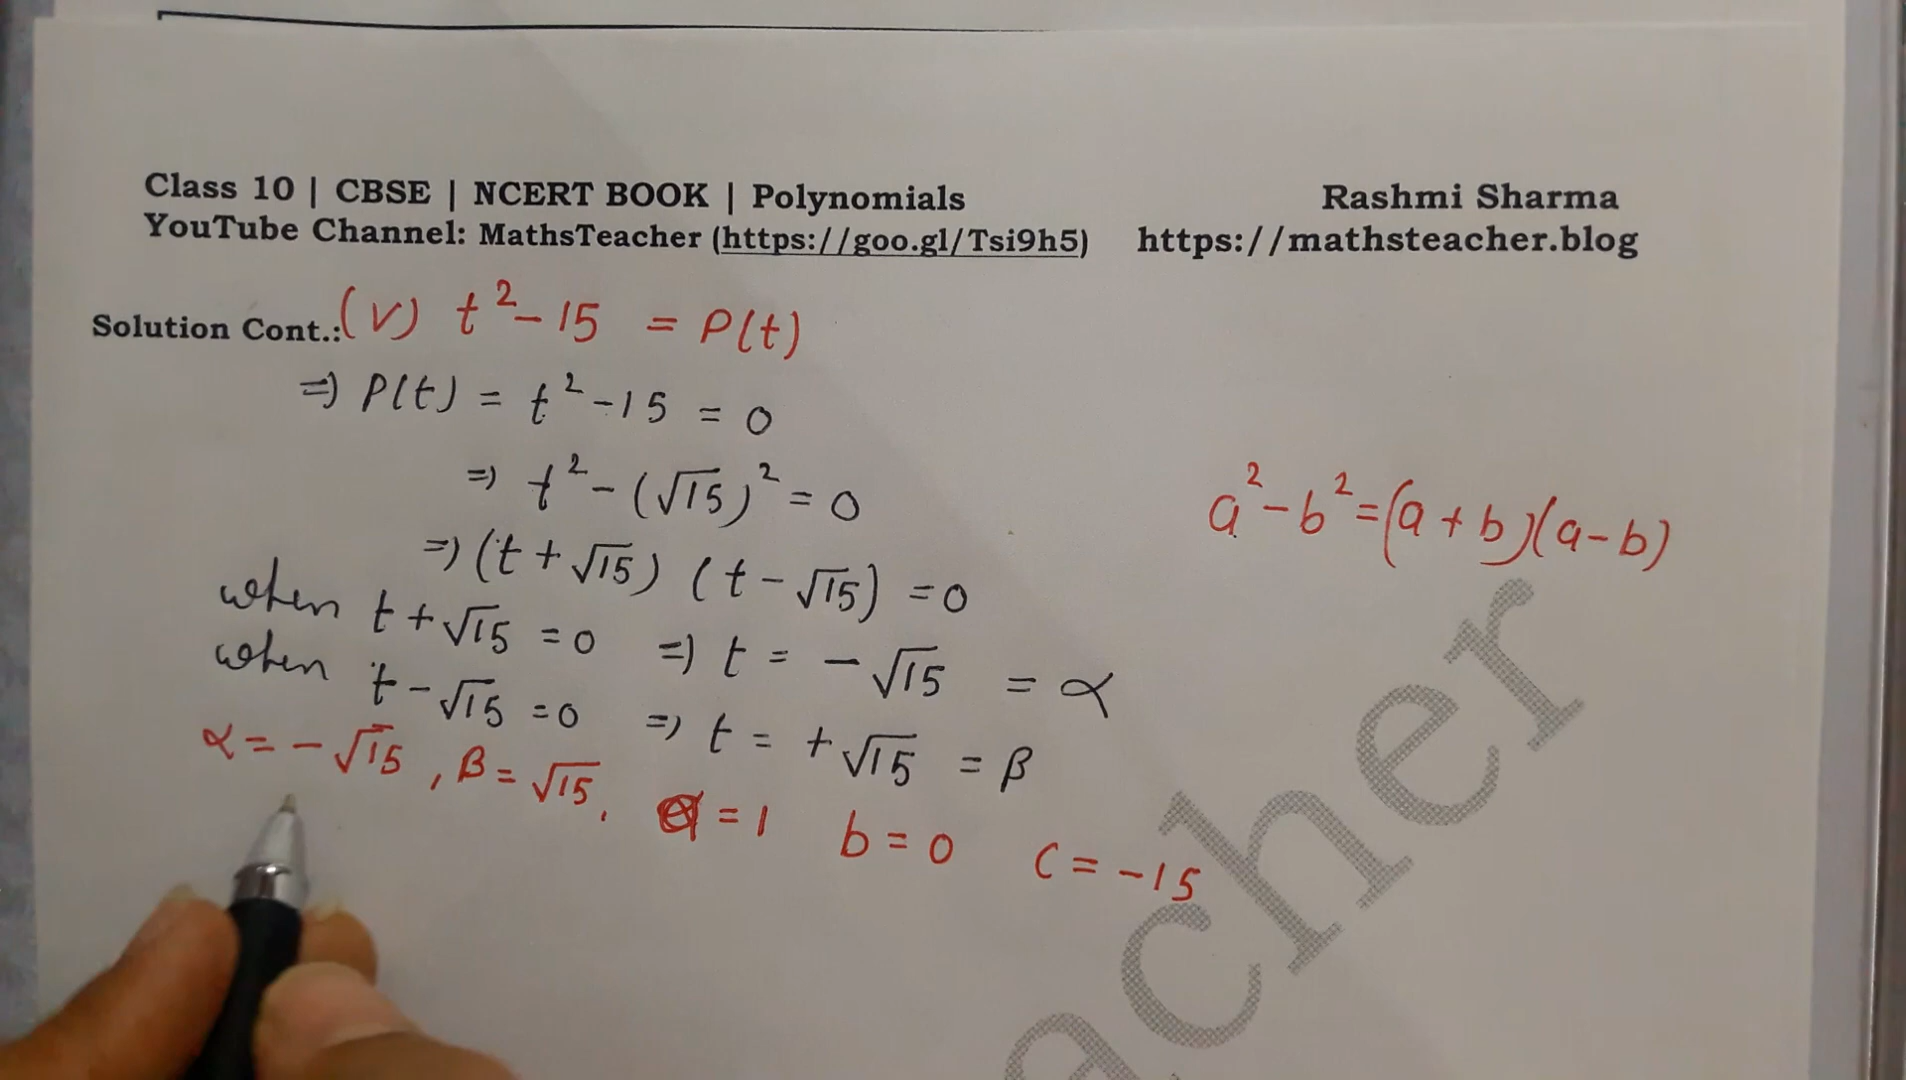 Class 10 | CBSE | NCERT BOOK | Polynomials Rashmi Sharma
YouTube Channel: MathsTeacher (https://goo.gl/Tsi9h5) https://mathsteacher.blog
Solution Cont.: (v) t² - 15 = P(t)
⇒ P(t) = t² - 15 = 0
⇒ t² - (√15)² = 0
a² - b² = (a + b)(a - b)
⇒ (t + √15) (t - √15) = 0
when t + √15 = 0 ⇒ t = - √15 = α
when t - √15 = 0 ⇒ t = + √15 = β
α = - √15 , β = √15, a = 1 b = 0 c = -15
acher